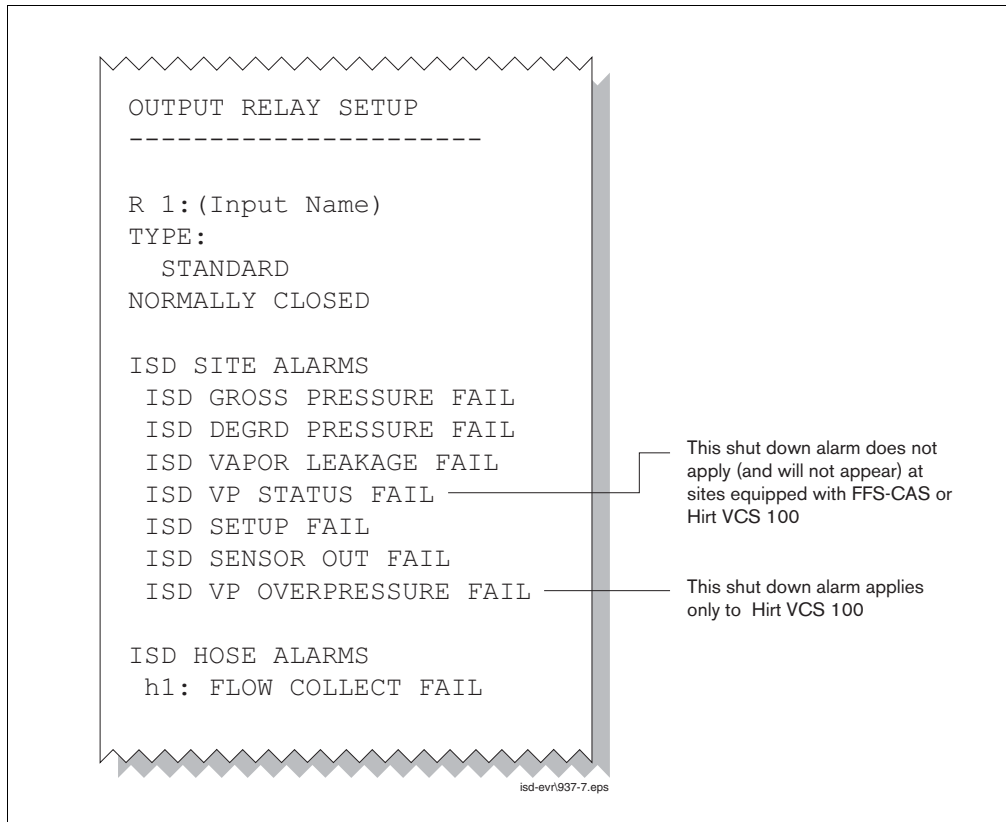 OUTPUT RELAY SETUP
----------------------
R 1:(Input Name)
TYPE:
STANDARD
NORMALLY CLOSED
ISD SITE ALARMS
ISD GROSS PRESSURE FAIL
ISD DEGRD PRESSURE FAIL
ISD VAPOR LEAKAGE FAIL
ISD VP STATUS FAIL
ISD SETUP FAIL
ISD SENSOR OUT FAIL
ISD VP OVERPRESSURE FAIL
ISD HOSE ALARMS
h1: FLOW COLLECT FAIL
This shut down alarm does not
apply (and will not appear) at
sites equipped with FFS-CAS or
Hirt VCS 100
This shut down alarm applies
only to Hirt VCS 100
isd-evr\937-7.eps